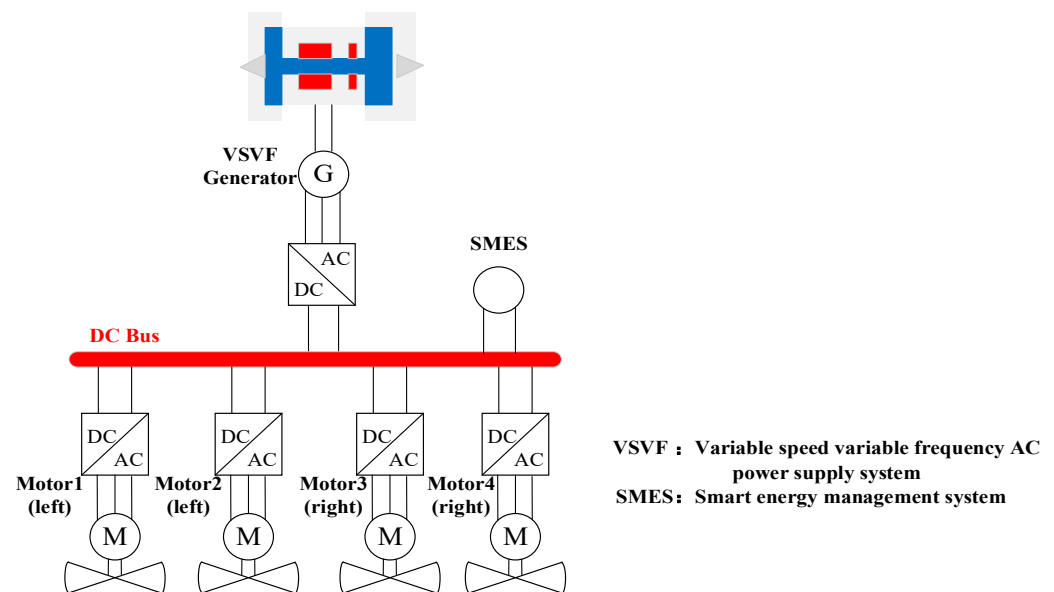 VSVF
Generator
G
AC
DC
SMES
DC Bus
DC
AC
DC
AC
DC
AC
DC
AC
Motor1
(left)
Motor2
(left)
Motor3
(right)
Motor4
(right)
M
M
M
M
VSVF： Variable speed variable frequency AC
power supply system
SMES：Smart energy management system